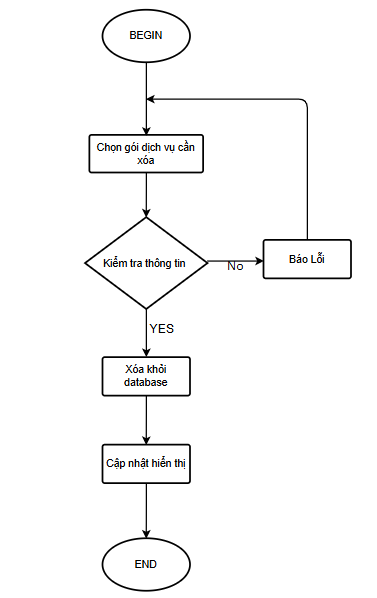 BEGIN
Chọn gói dịch vụ cần
xóa
Kiểm tra thông tin
No
Báo Lỗi
YES
Xóa khỏi
database
Cập nhật hiển thị
END